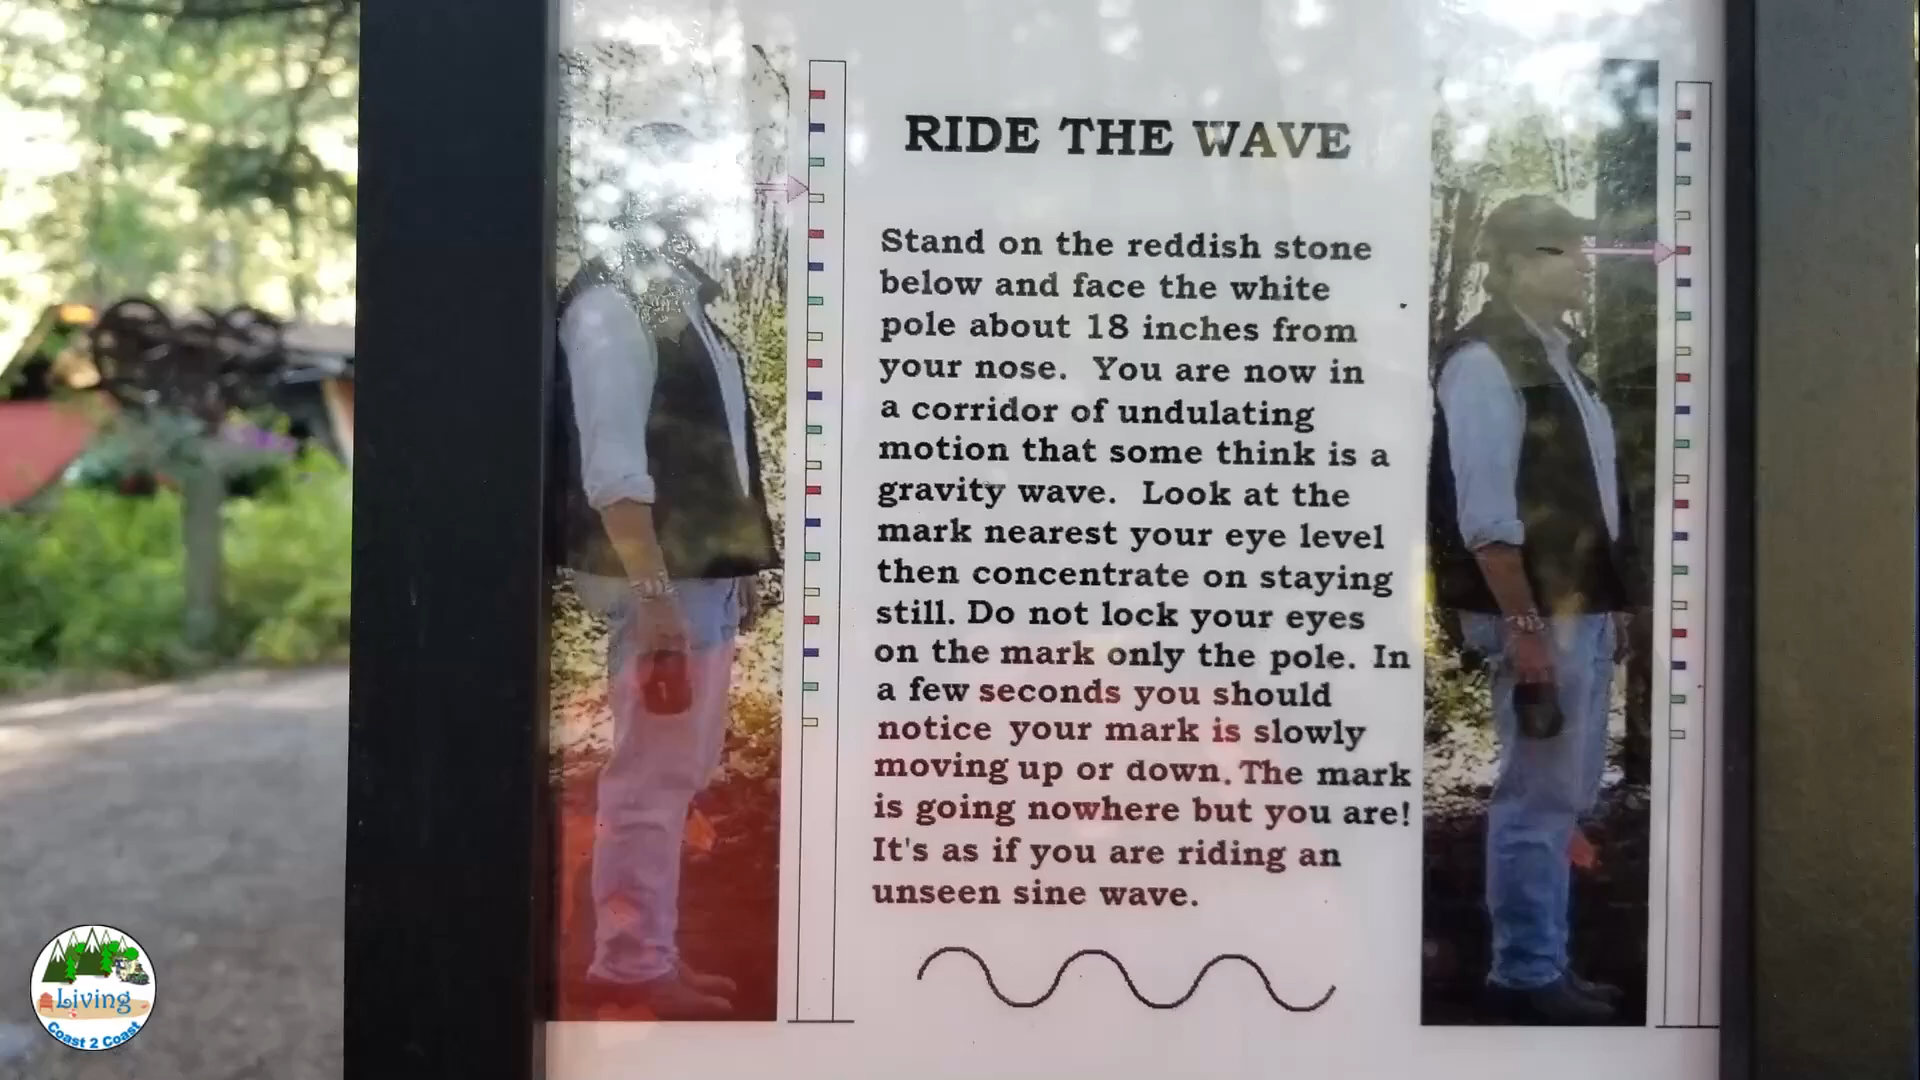 RIDE THE WAVE
Stand on the reddish stone
below and face the white
pole about 18 inches from
your nose. You are now in
a corridor of undulating
motion that some think is a
gravity wave. Look at the
mark nearest your eye level
then concentrate on staying
still. Do not lock your eyes
on the mark only the pole. In
a few seconds you should
notice your mark is slowly
moving up or down. The mark
is going nowhere but you are!
It's as if you are riding an
unseen sine wave.
Living
Coast 2 Coast